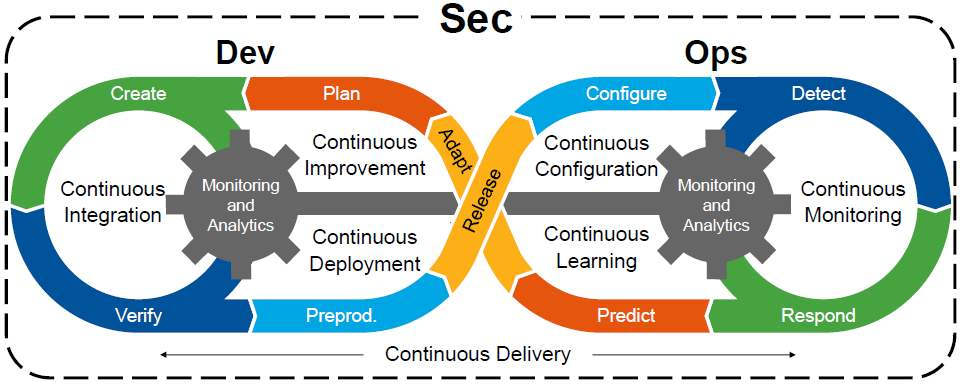 Sec
Dev
Ops
Create
Plan
Configure
Detect
Adapt
Release
Continuous
Improvement
Continuous
Configuration
Continuous
Integration
Monitoring
and
Analytics
Monitoring
and
Analytics
Continuous
Monitoring
Continuous
Deployment
Continuous
Learning
Verify
Preprod.
Predict
Respond
Continuous Delivery